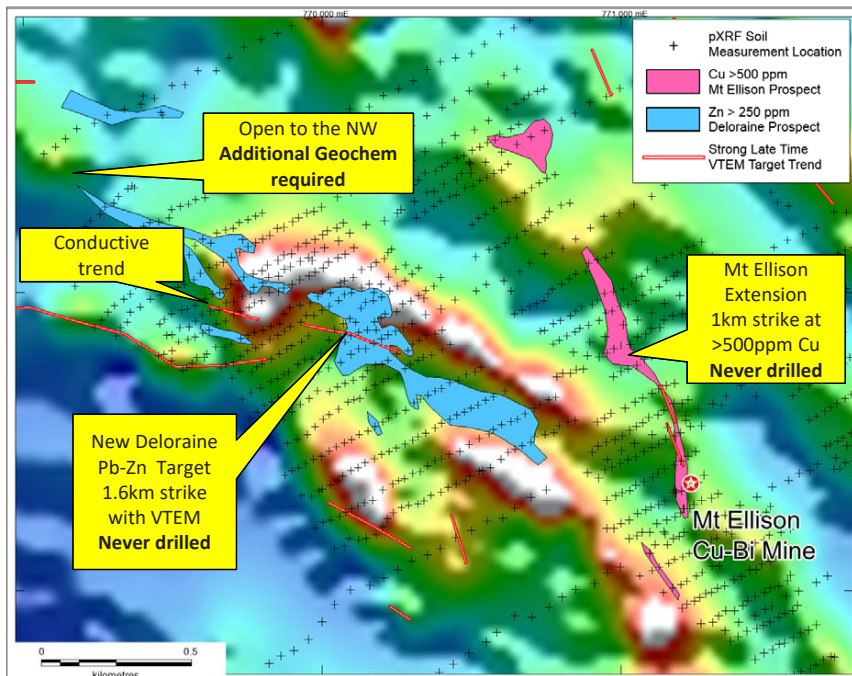 770 000 mE
771 000 mE
pXRF Soil
Measurement Location
Cu >500 ppm
Mt Ellison Prospect
Zn > 250 ppm
Deloraine Prospect
Strong Late Time
VTEM Target Trend
Open to the NW
Additional Geochem
required
Conductive
trend
Mt Ellison
Extension
1km strike at
>500ppm Cu
Never drilled
New Deloraine
Pb-Zn Target
1.6km strike
with VTEM
Never drilled
Mt Ellison
Cu-Bi Mine
0
0.5
kilometres